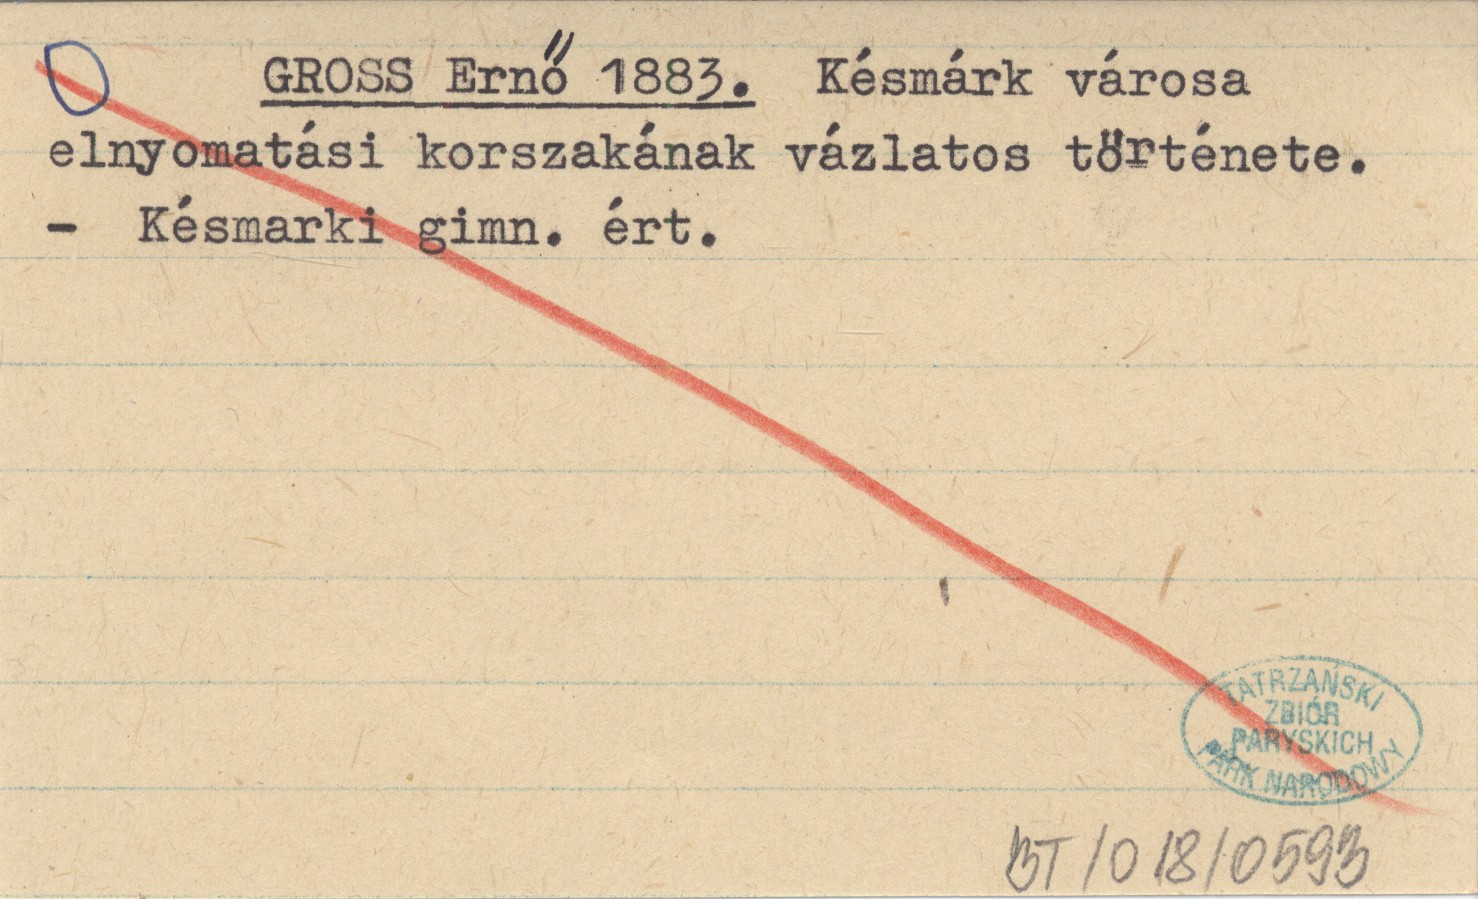 GROSS Ernő 1883. Késmárk városa
elnyomatási korszakának vázlatos története.
- Késmarki gimn. ért.
TATRZAŃSKI
ZBIÓR
PARYSKICH
PARK NARODOWY
BT/018/0593